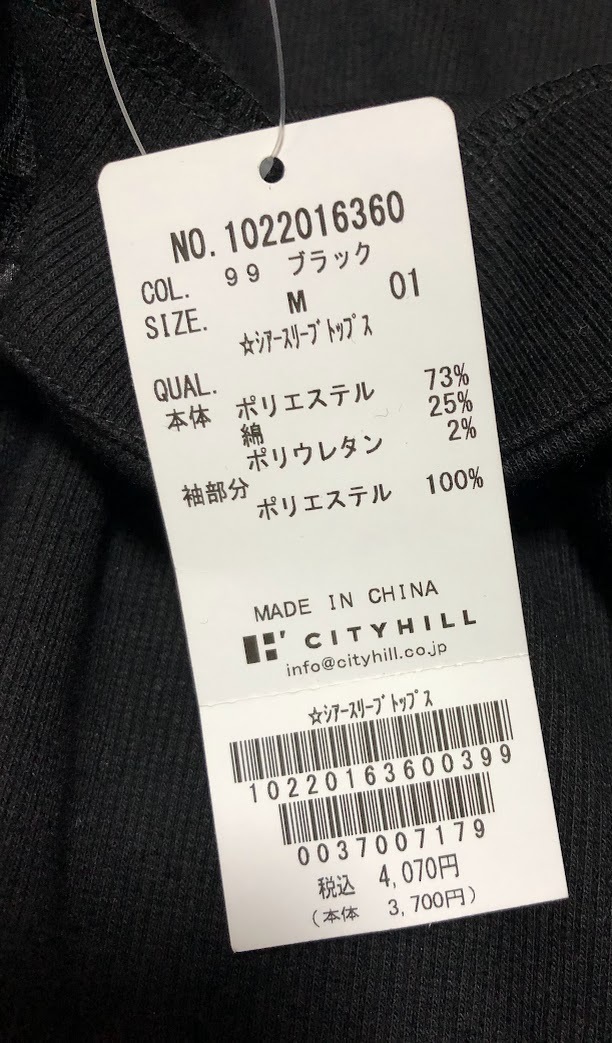 NO. 1022016360
COL. 99 ブラック
SIZE. M 01
☆シアースリーブトップス
QUAL.
本体 ポリエステル 73%
綿 25%
ポリウレタン 2%
袖部分 ポリエステル 100%
MADE IN CHINA
CITYHILL
info@cityhill.co.jp
☆シアースリーブトップス
10220163600399
0037007179
税込 4,070円
(本体 3,700円)